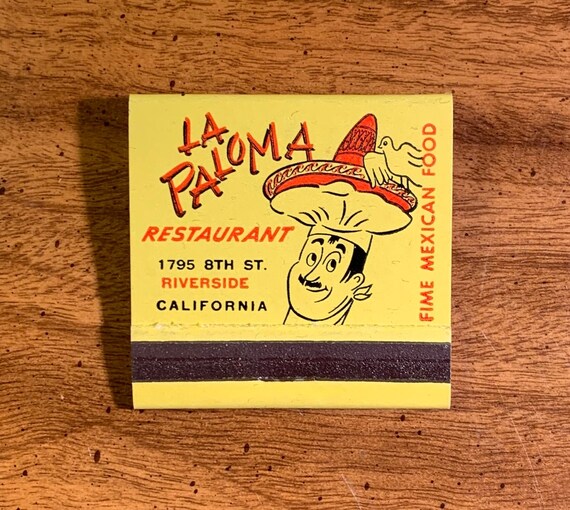 LA
PALOMA
RESTAURANT
1795 8TH ST.
RIVERSIDE
CALIFORNIA
FIME MEXICAN FOOD